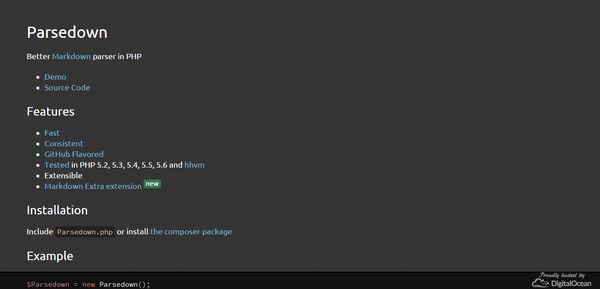 Parsedown
Better Markdown parser in PHP
Demo
Source Code
Features
Fast
Consistent
GitHub Flavored
Tested in PHP 5.2, 5.3, 5.4, 5.5, 5.6 and hhvm
Extensible
Markdown Extra extension new
Installation
Include Parsedown.php or install the composer package
Example
$Parsedown = new Parsedown();
Proudly hosted by
DigitalOcean